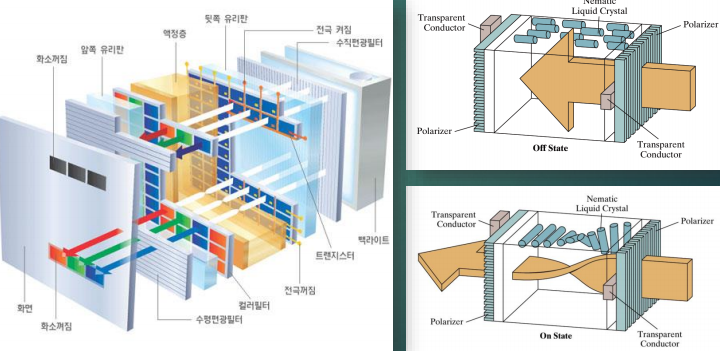 뒷쪽 유리판
전극 켜짐
액정층
수직편광필터
앞쪽 유리판
화소꺼짐
백라이트
트랜지스터
전극꺼짐
컬러필터
수평편광필터
화면
화소꺼짐
Nematic
Liquid Crystal
Transparent
Conductor
Polarizer
Polarizer
Off State
Transparent
Conductor
Nematic
Liquid Crystal
Transparent
Conductor
Polarizer
Polarizer
On State
Transparent
Conductor